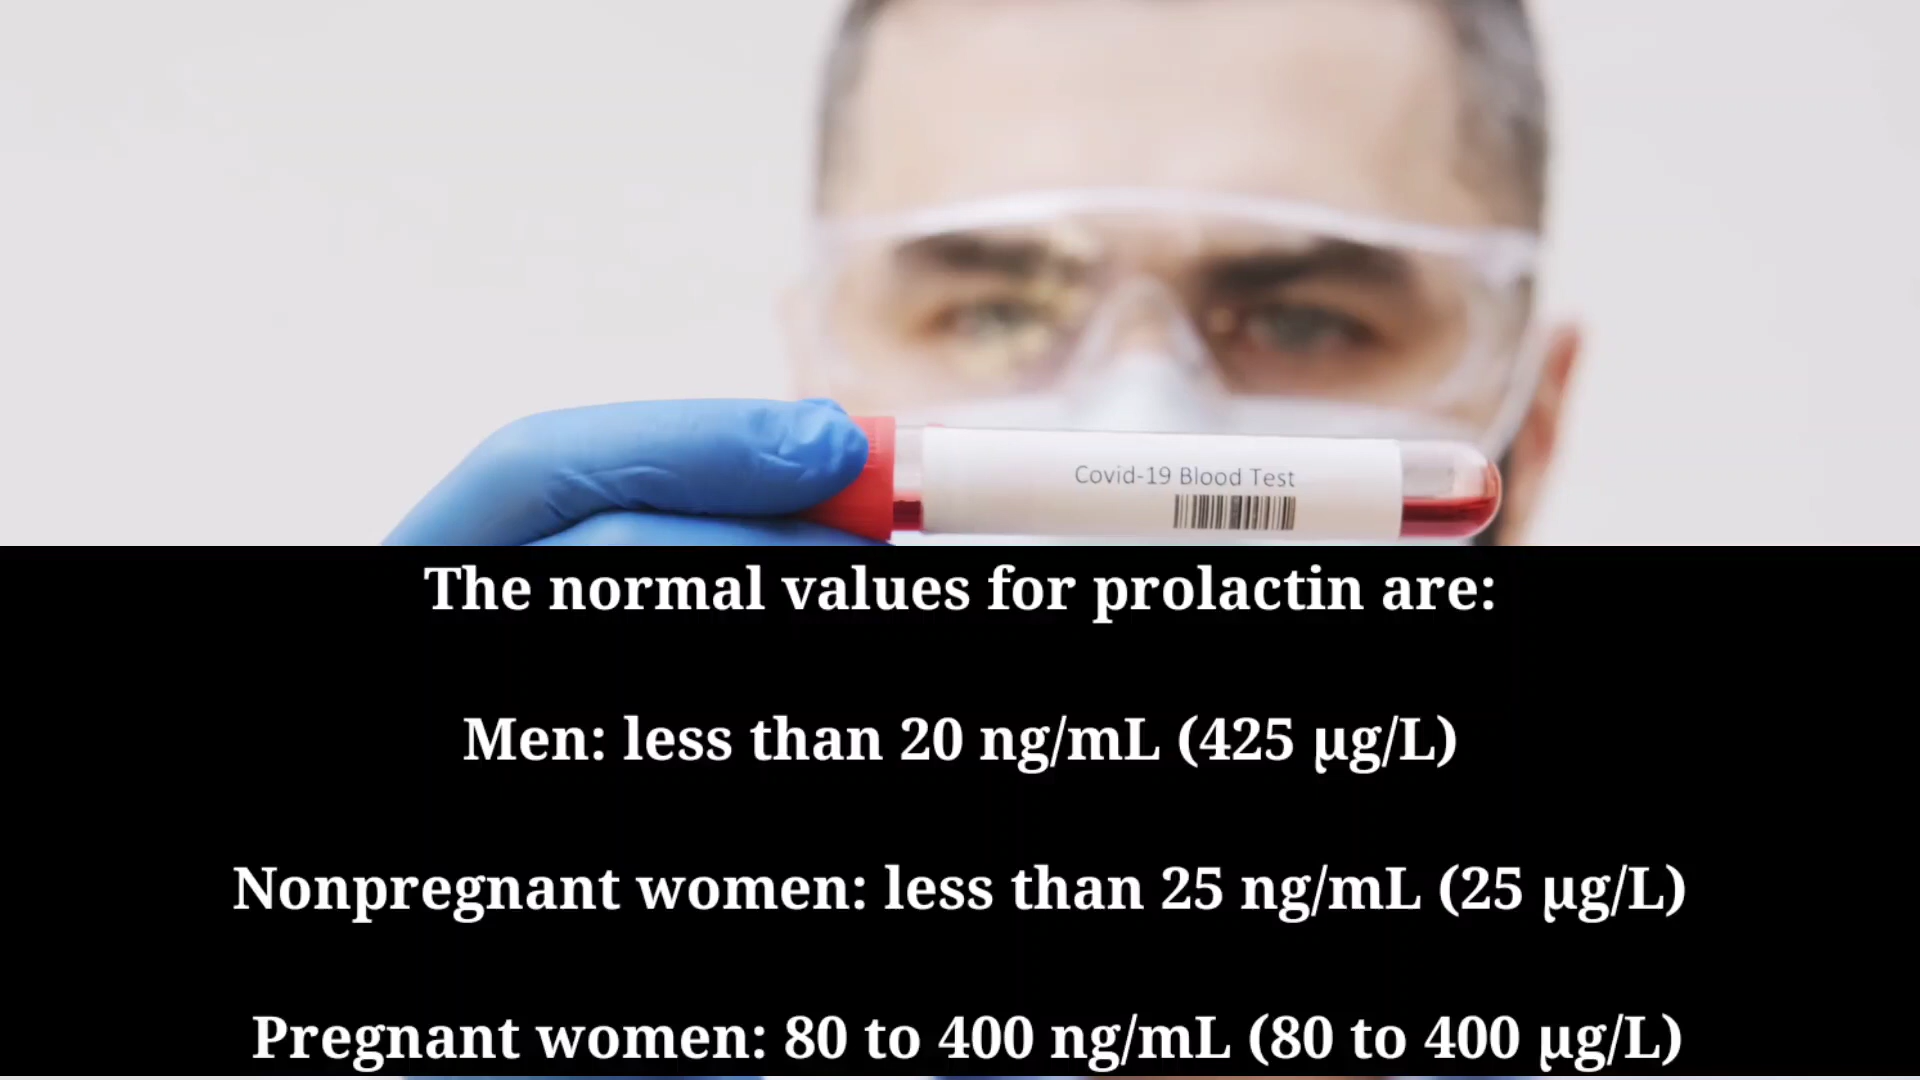 Covid-19 Blood Test
The normal values for prolactin are:
Men: less than 20 ng/mL (425 µg/L)
Nonpregnant women: less than 25 ng/mL (25 µg/L)
Pregnant women: 80 to 400 ng/mL (80 to 400 µg/L)